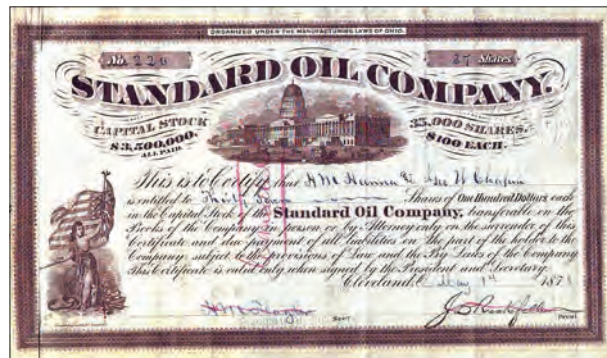 ORGANIZED UNDER THE MANUFACTURING LAWS OF OHIO.
No. Shares
STANDARD OIL COMPANY.
CAPITAL STOCK 35,000 SHARES.
$3,500,000. $100 EACH.
ALL PAID.
This is to Certify that H M Hanna & Geo W Chapin
is entitled to Shares of One Hundred Dollars each
in the Capital Stock of the Standard Oil Company, transferable on the
Books of the Company in person or by Attorney only on the surrender of this
Certificate and due payment of all liabilities on the part of the holder to the
Company subject to the provisions of Law and the By Laws of the Company
This Certificate is valid only when signed by the President and Secretary.
Cleveland, O. May 187
Secy. Presdt